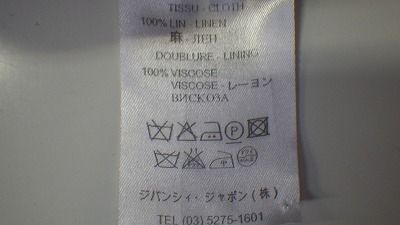 TISSU - CLOTH
100% LIN - LINEN
麻 - ЛЕН
DOUBLURE - LINING
100% VISCOSE
VISCOSE - レーヨン
ВИСКОЗА
P
ジバンシィ・ジャポン(株)
TEL (03) 5275-1601